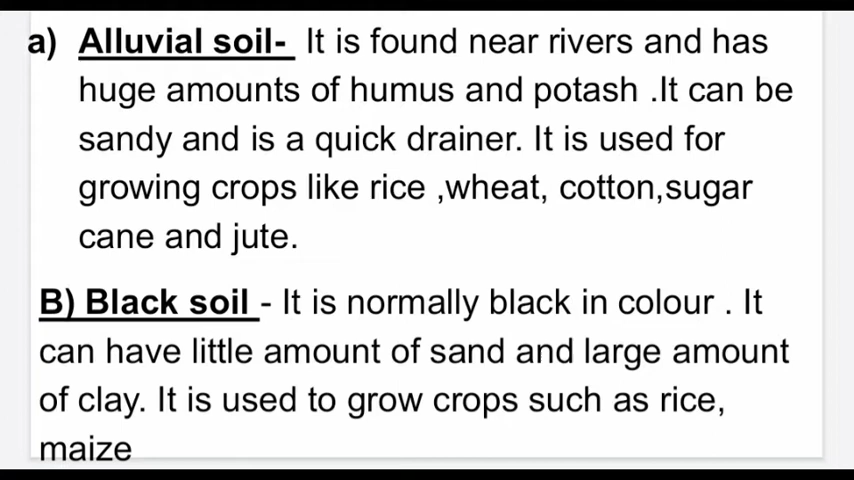 a) Alluvial soil- It is found near rivers and has
huge amounts of humus and potash .It can be
sandy and is a quick drainer. It is used for
growing crops like rice ,wheat, cotton,sugar
cane and jute.
B) Black soil - It is normally black in colour . It
can have little amount of sand and large amount
of clay. It is used to grow crops such as rice,
maize